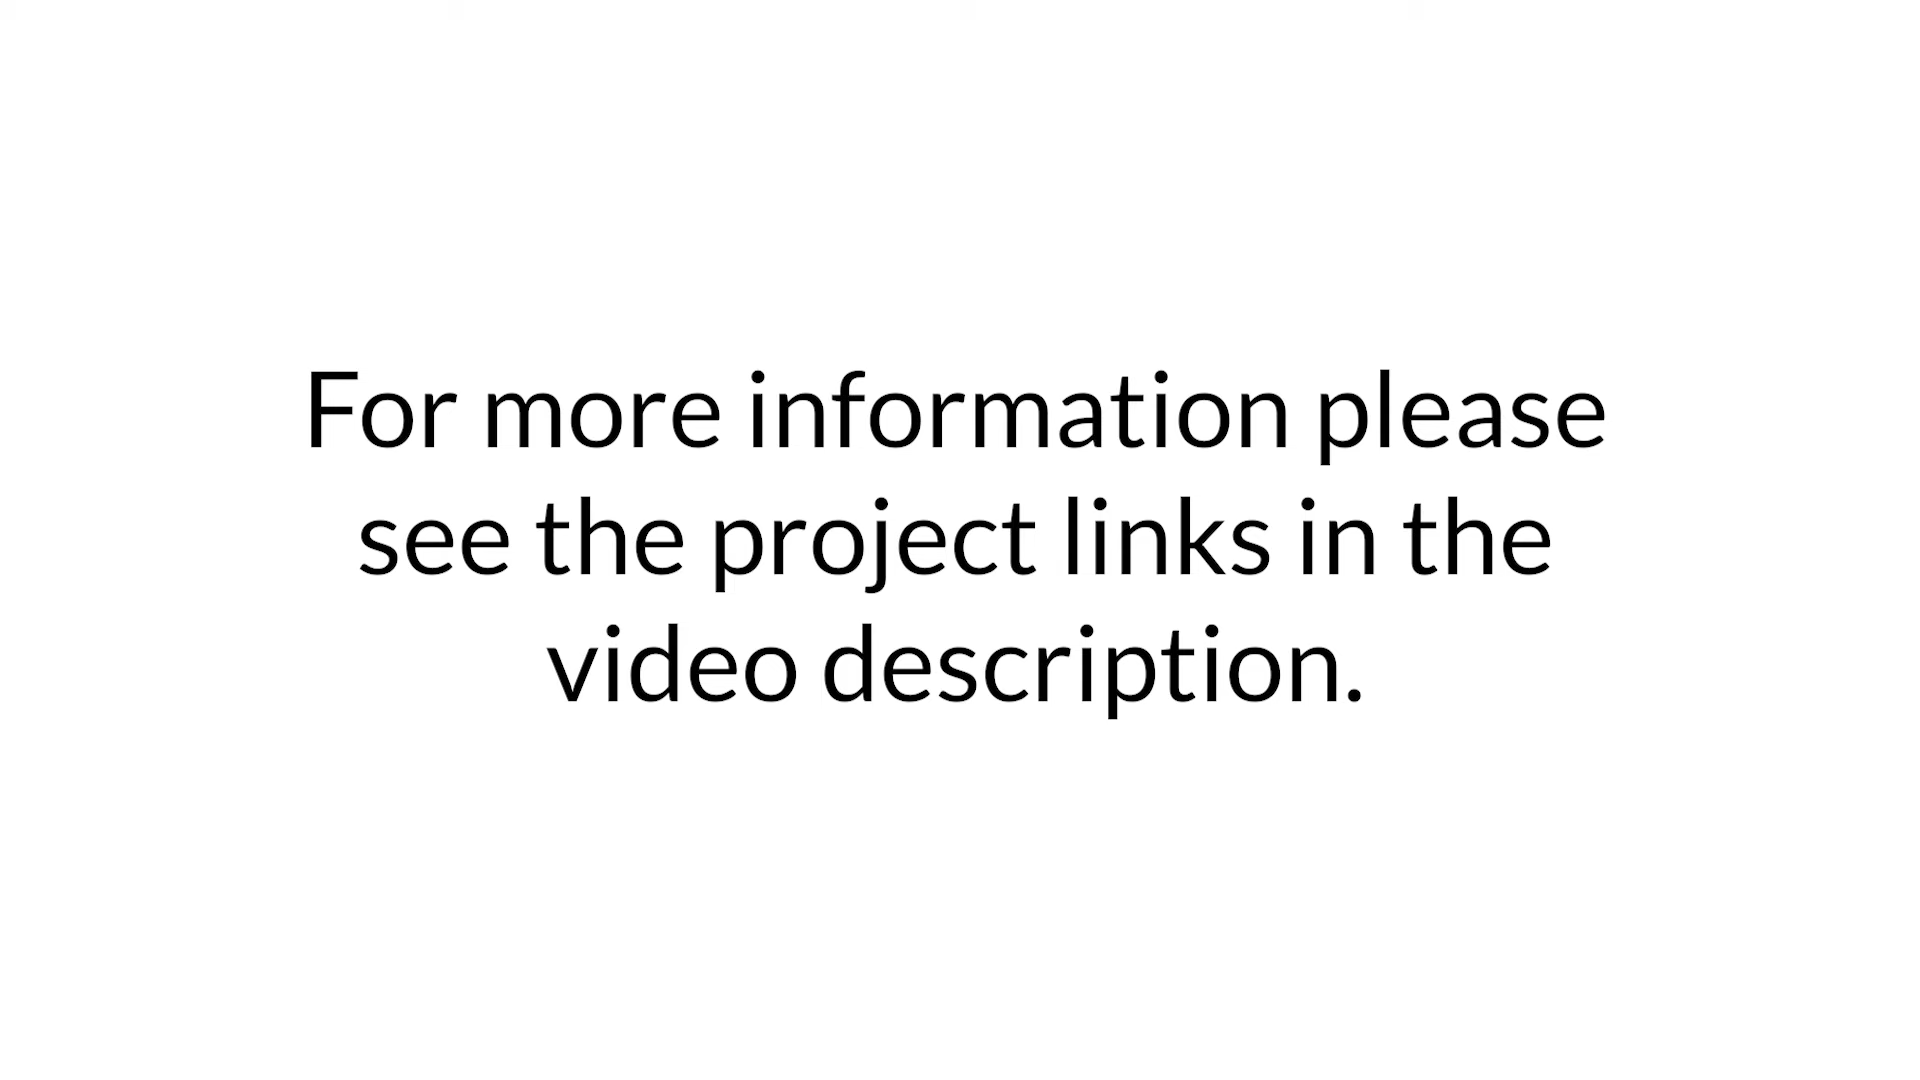 For more information please
see the project links in the
video description.